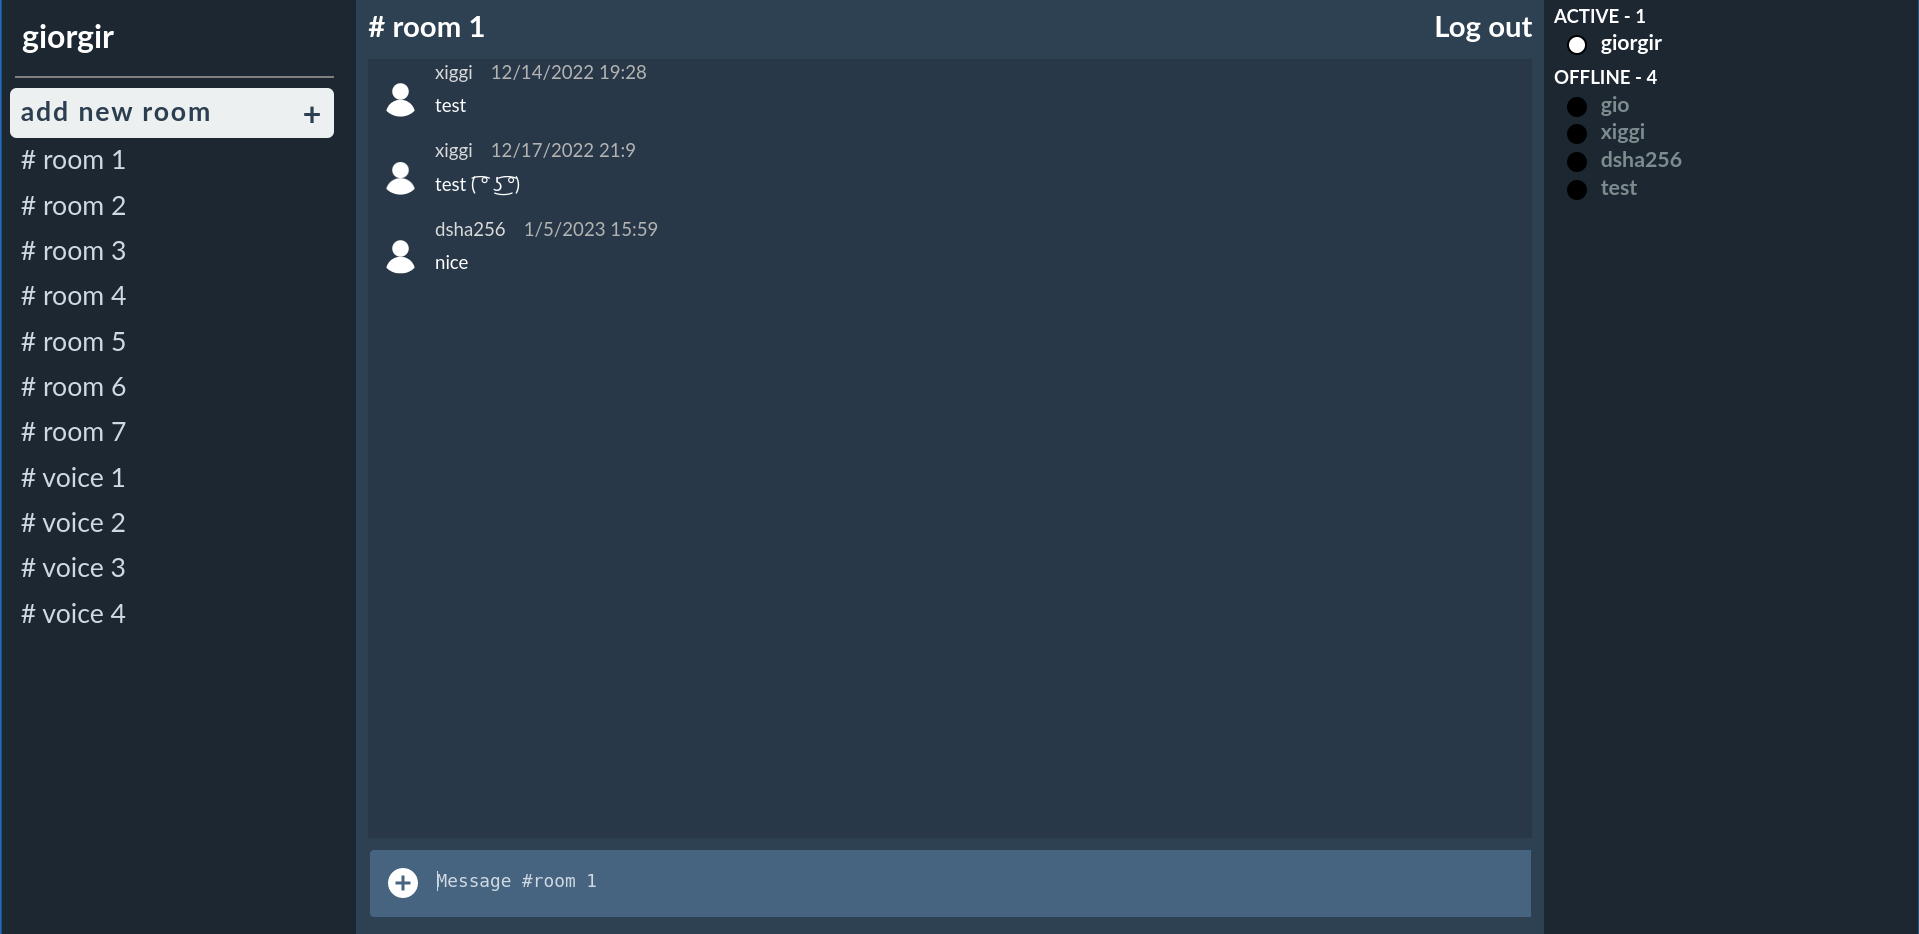 giorgir
add new room +
# room 1
# room 2
# room 3
# room 4
# room 5
# room 6
# room 7
# voice 1
# voice 2
# voice 3
# voice 4
# room 1
Log out
xiggi 12/14/2022 19:28
test
xiggi 12/17/2022 21:9
test ( ͡° ͜ʖ ͡°)
dsha256 1/5/2023 15:59
nice
Message #room 1
ACTIVE - 1
giorgir
OFFLINE - 4
gio
xiggi
dsha256
test